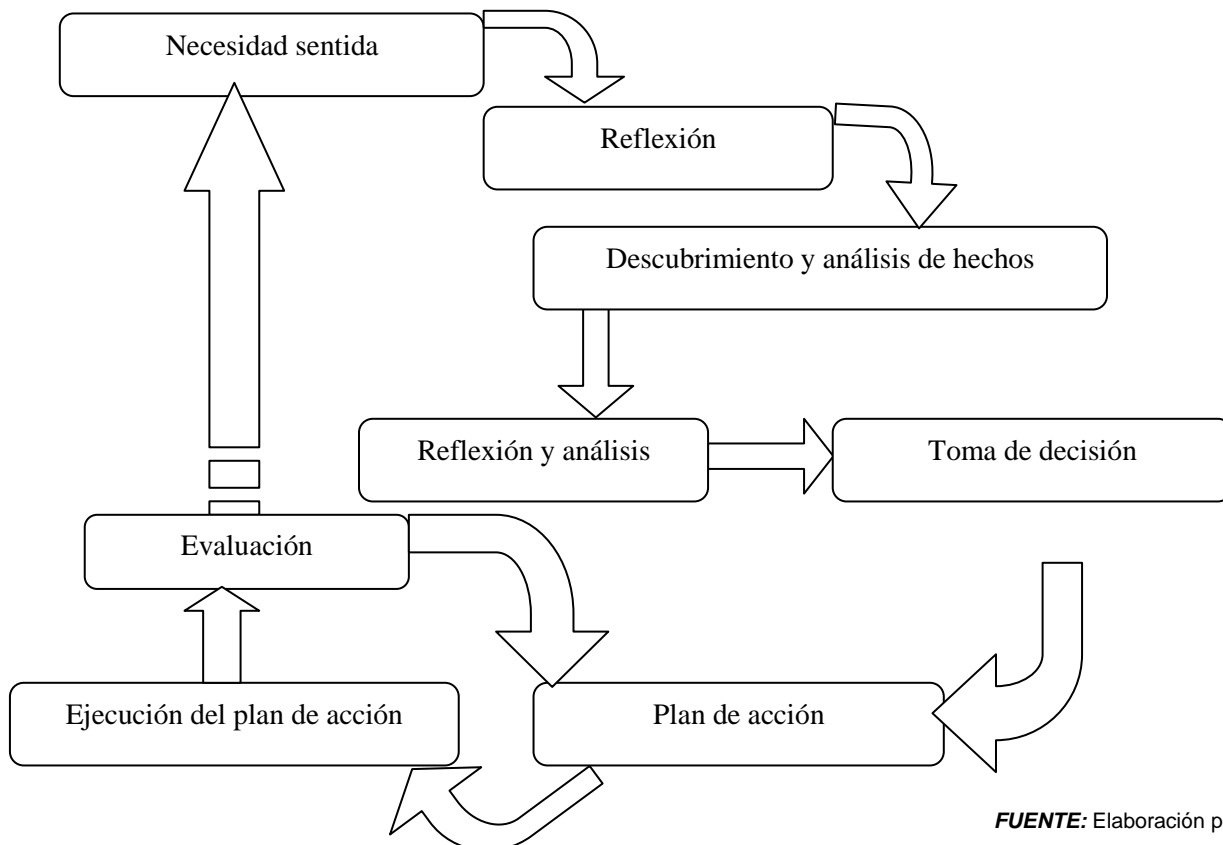 Necesidad sentida
Reflexión
Descubrimiento y análisis de hechos
Reflexión y análisis
Toma de decisión
Evaluación
Ejecución del plan de acción
Plan de acción
FUENTE: Elaboración p